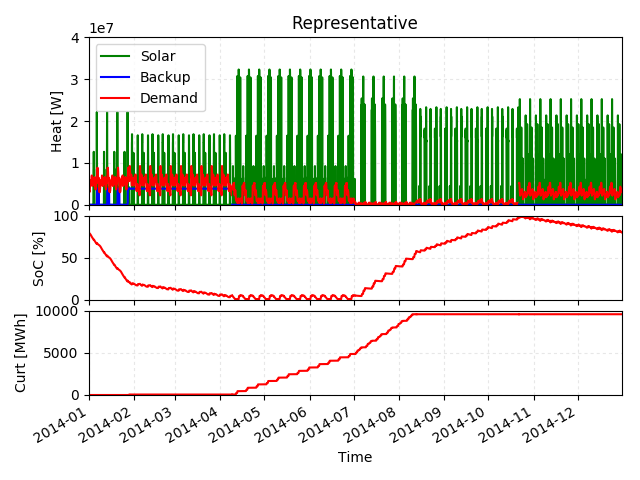 Representative
1e7
4
3
2
1
0
Heat [W]
Solar
Backup
Demand
100
50
0
SoC [%]
10000
5000
0
Curt [MWh]
2014-01
2014-02
2014-03
2014-04
2014-05
2014-06
2014-07
2014-08
2014-09
2014-10
2014-11
2014-12
Time